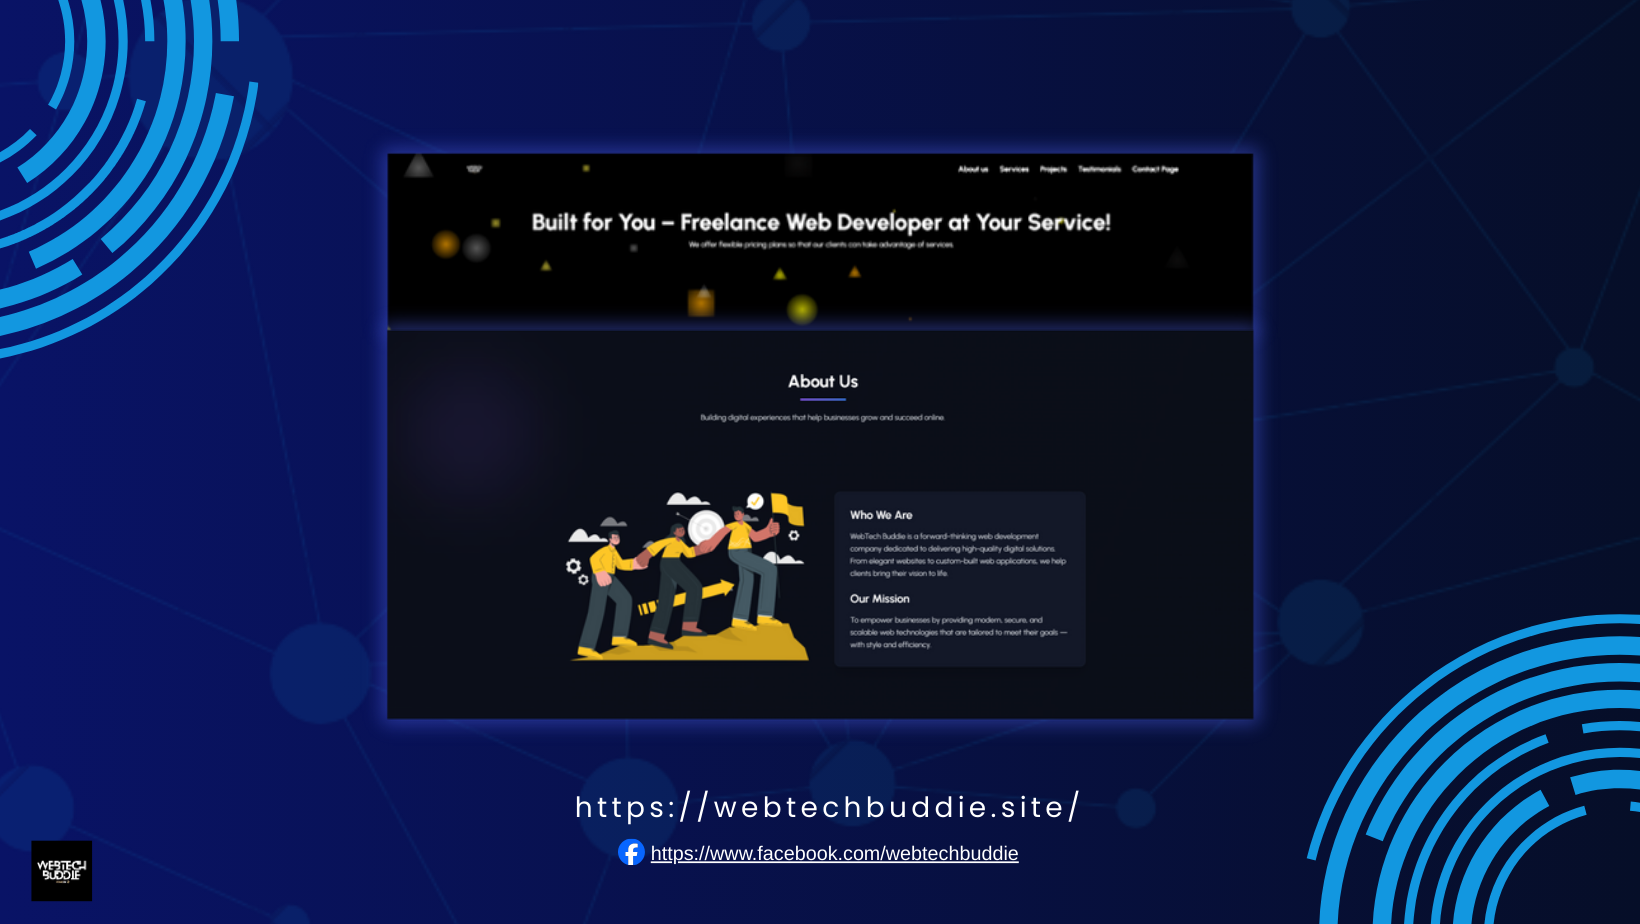 About us Services Projects Testimonials Contact Page
Built for You – Freelance Web Developer at Your Service!
We offer flexible pricing plans so that our clients can take advantage of services.
About Us
Building digital experiences that help businesses grow and succeed online.
Who We Are
WebTech Buddie is a forward-thinking web development
company dedicated to delivering high-quality digital solutions.
From elegant websites to custom-built web applications, we help
clients bring their vision to life.
Our Mission
To empower businesses by providing modern, secure, and
scalable web technologies that are tailored to meet their goals —
with style and efficiency.
https://webtechbuddie.site/
https://www.facebook.com/webtechbuddie
WEBTECH
BUDDIE